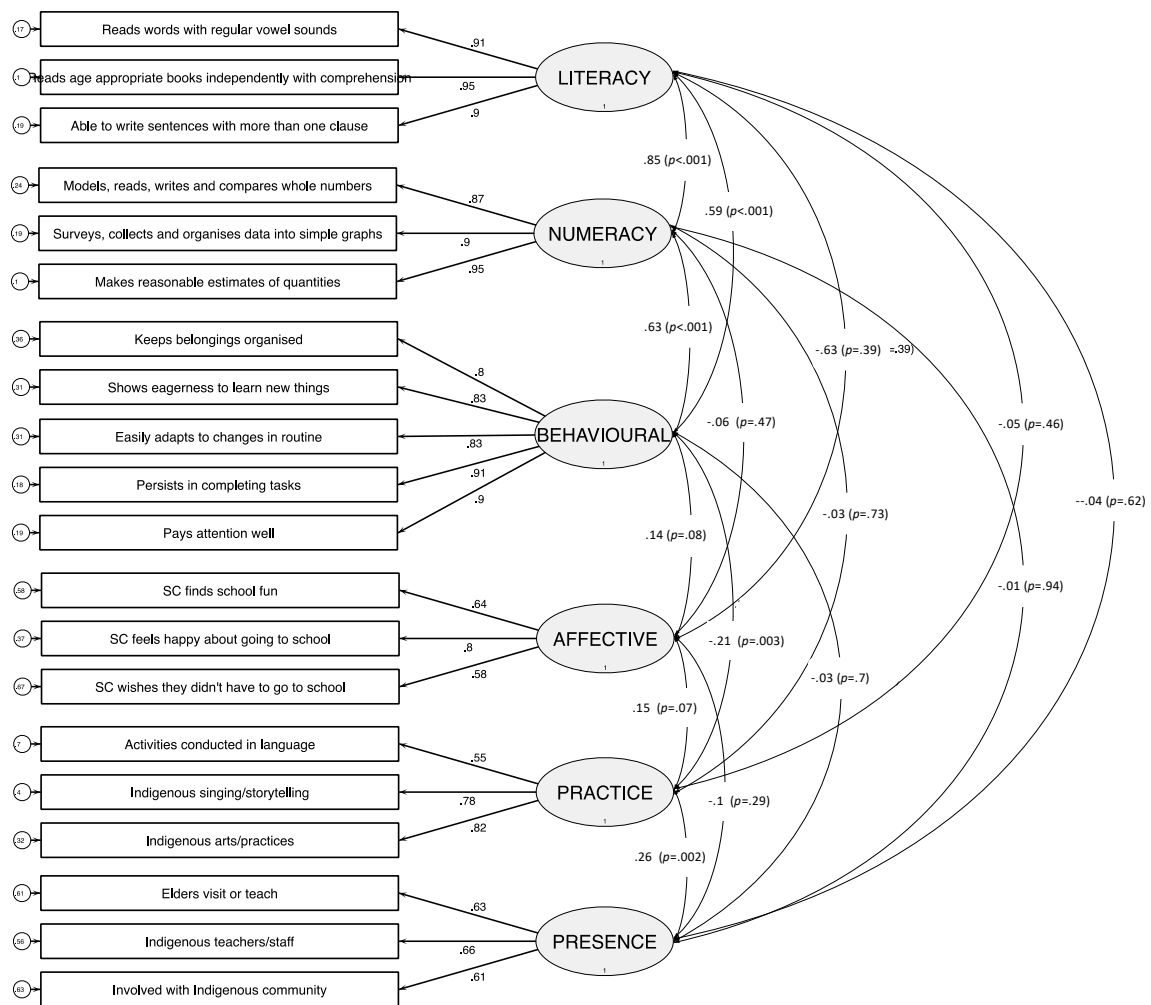 .17
Reads words with regular vowel sounds
.91
.1
Reads age appropriate books independently with comprehension
.95
LITERACY
1
.19
Able to write sentences with more than one clause
.9
.85 (p<.001)
.24
Models, reads, writes and compares whole numbers
.87
.59 (p<.001)
.19
Surveys, collects and organises data into simple graphs
.9
NUMERACY
1
.1
Makes reasonable estimates of quantities
.95
.36
Keeps belongings organised
.8
.63 (p<.001)
-.63 (p=.39)
=.39)
.31
Shows eagerness to learn new things
.83
.31
Easily adapts to changes in routine
.83
BEHAVIOURAL
1
-.06 (p=.47)
-.05 (p=.46)
.18
Persists in completing tasks
.91
.19
Pays attention well
.9
--.04 (p=.62)
-.03 (p=.73)
.14 (p=.08)
.58
SC finds school fun
.64
-.01 (p=.94)
.37
SC feels happy about going to school
.8
AFFECTIVE
1
-.21 (p=.003)
.67
SC wishes they didn't have to go to school
.58
-.03 (p=.7)
.15 (p=.07)
.7
Activities conducted in language
.55
.4
Indigenous singing/storytelling
.78
PRACTICE
1
-.1 (p=.29)
.32
Indigenous arts/practices
.82
.26 (p=.002)
.61
Elders visit or teach
.63
.56
Indigenous teachers/staff
.66
PRESENCE
1
.63
Involved with Indigenous community
.61